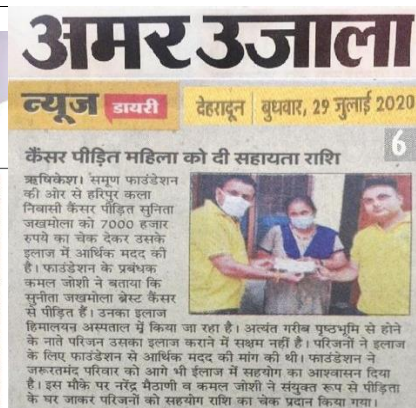 अमर उजाला
न्यूज डायरी देहरादून | बुधवार, 29 जुलाई 2020
6
कैंसर पीड़ित महिला को दी सहायता राशि
ऋषिकेश। समूण फाउंडेशन
की ओर से हरिपुर कला
निवासी कैंसर पीड़ित सुनिता
जखमोला को 7000 हजार
रुपये का चेक देकर उसके
इलाज में आर्थिक मदद की
है। फाउंडेशन के प्रबंधक
कमल जोशी ने बताया कि
सुनीता जखमोला ब्रेस्ट कैंसर
से पीड़ित हैं। उनका इलाज
हिमालयन अस्पताल में किया जा रहा है। अत्यंत गरीब पृष्ठभूमि से होने
के नाते परिजन उसका इलाज कराने में सक्षम नहीं है। परिजनों ने इलाज
के लिए फाउंडेशन से आर्थिक मदद की मांग की थी। फाउंडेशन ने
जरूरतमंद परिवार को आगे भी ईलाज में सहयोग का आश्वासन दिया
है। इस मौके पर नरेंद्र मैठाणी व कमल जोशी ने संयुक्त रूप से पीड़िता
के घर जाकर परिजनों को सहयोग राशि का चेक प्रदान किया गया।